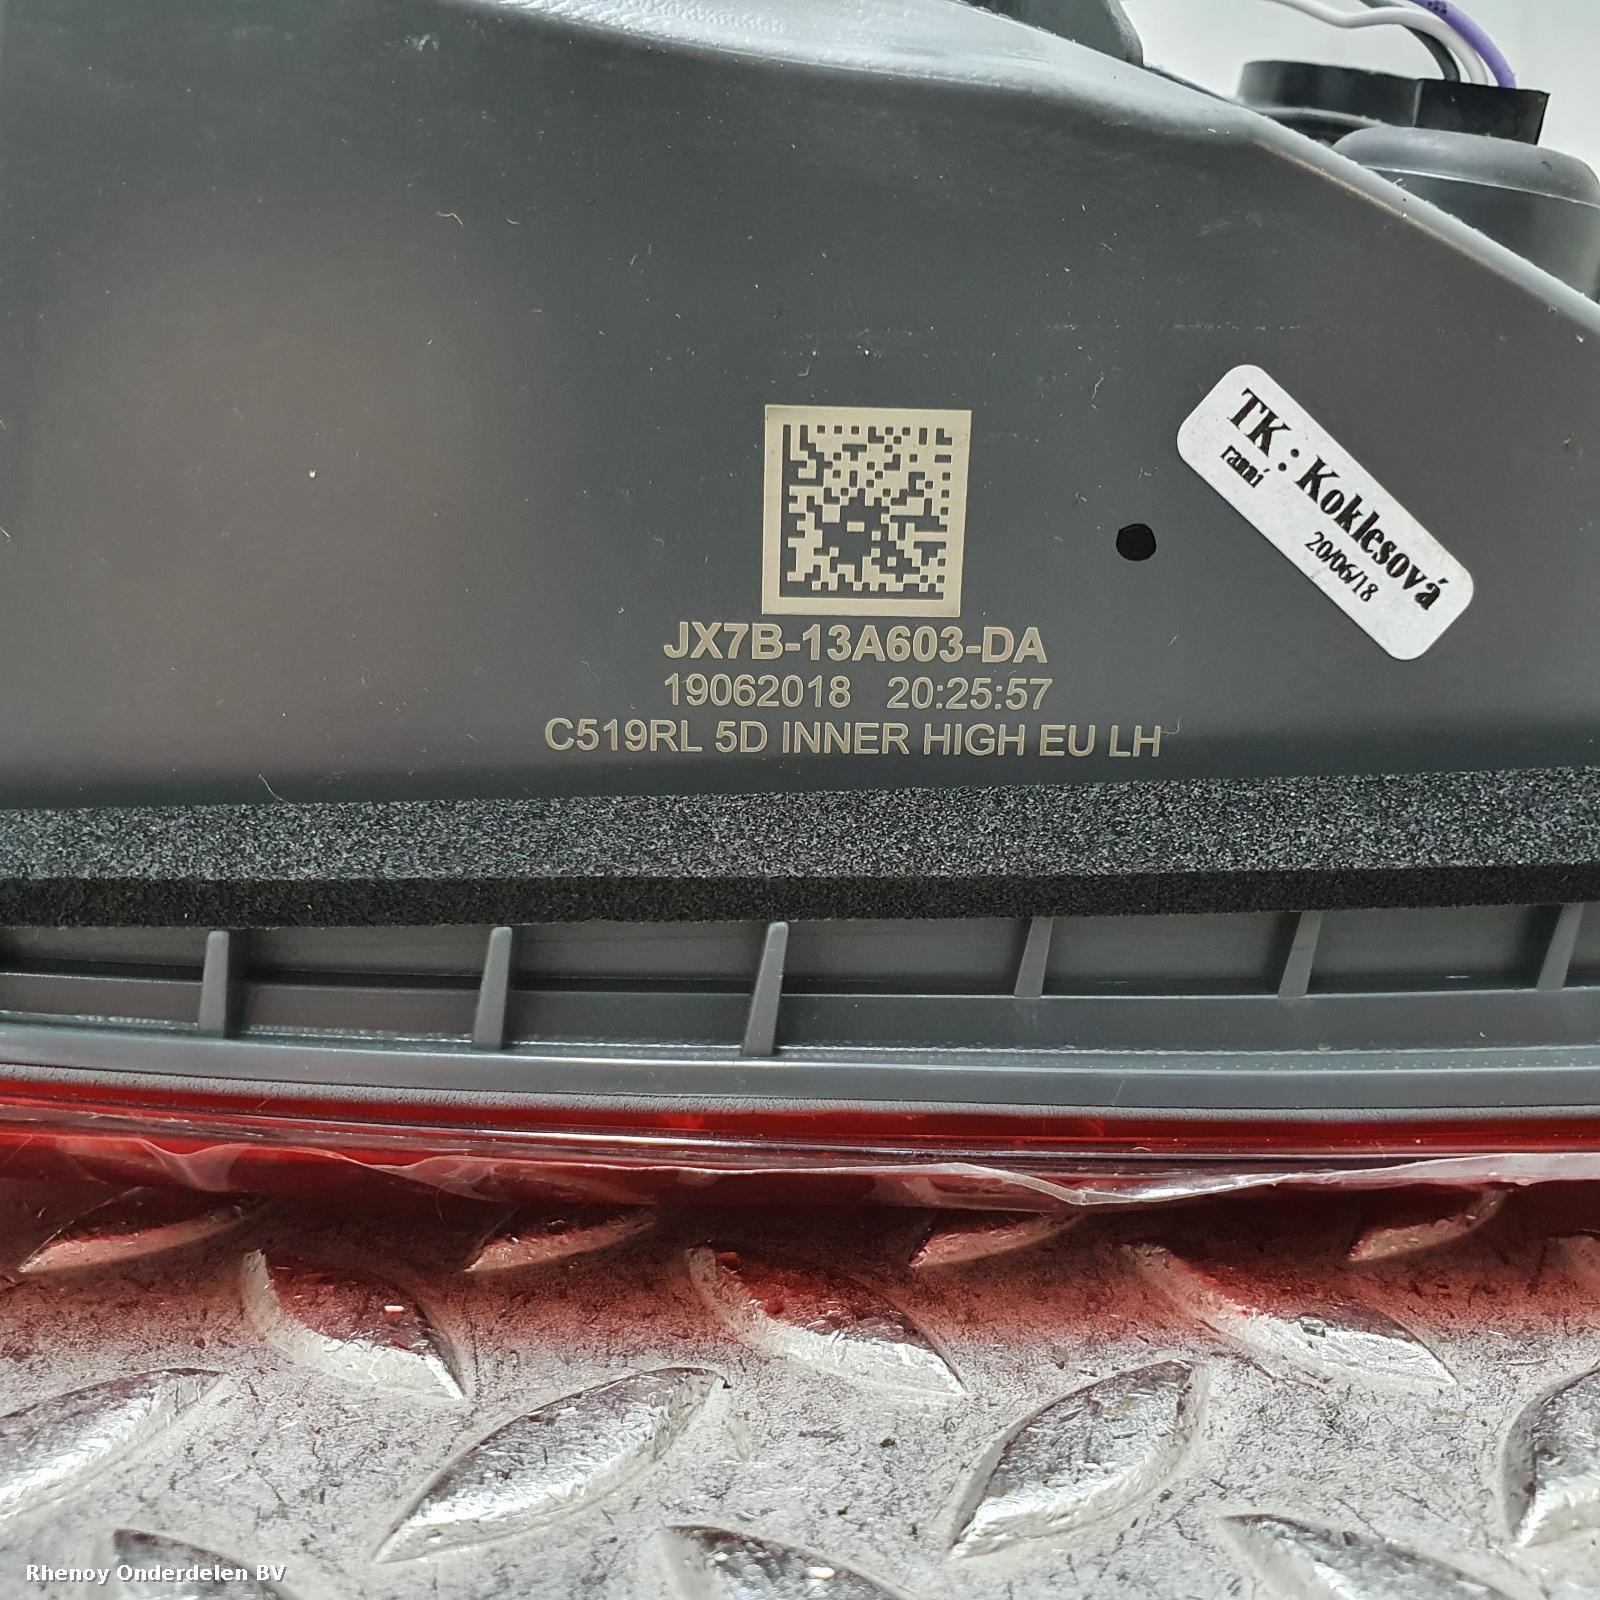 TK: Koklesová
ranní
20/06/18
JX7B-13A603-DA
19062018 20:25:57
C519RL 5D INNER HIGH EU LH
Rhenoy Onderdelen BV